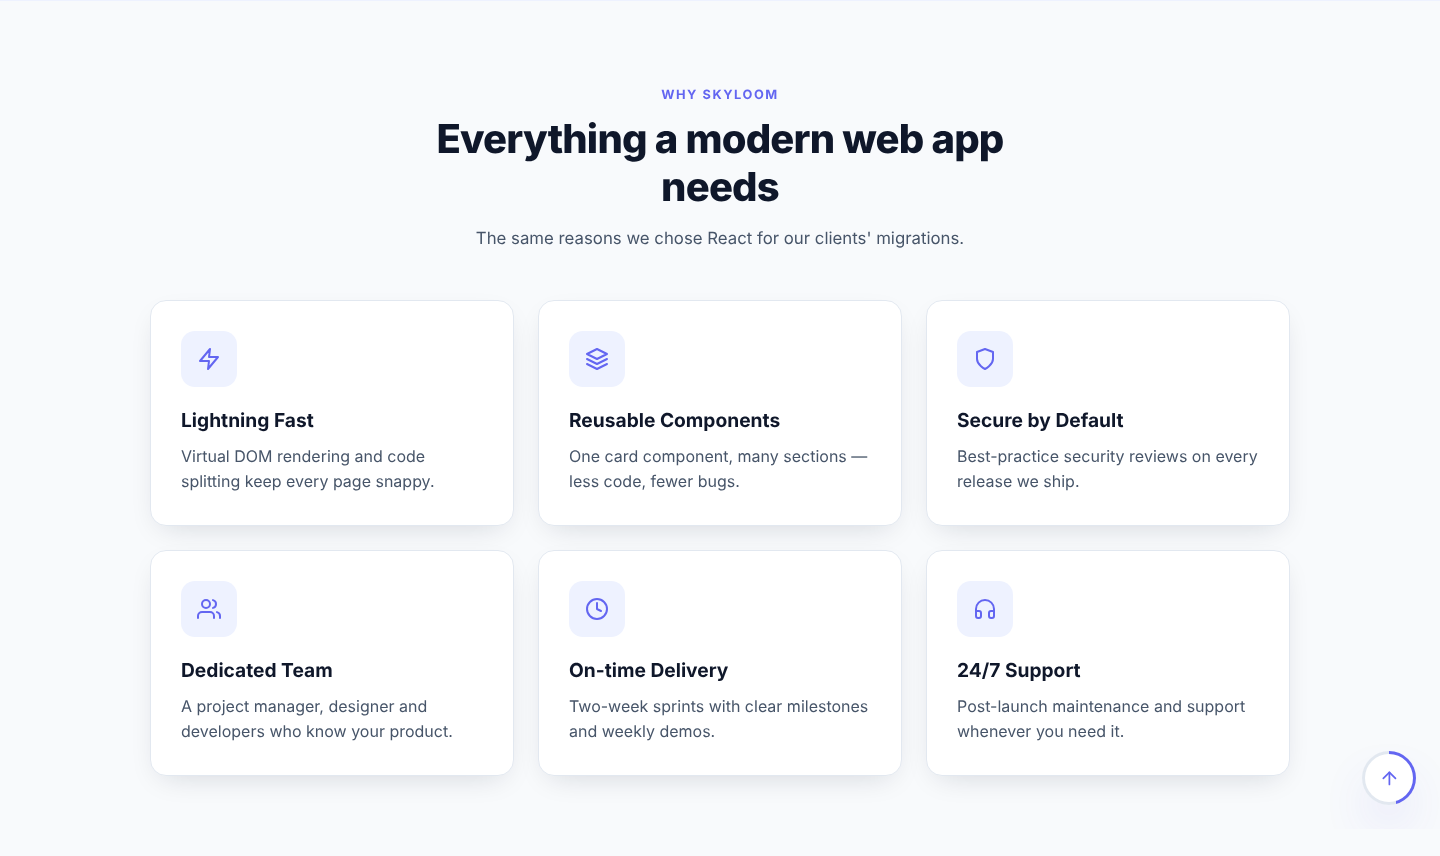 WHY SKYLOOM
Everything a modern web app
needs
The same reasons we chose React for our clients' migrations.
Lightning Fast
Virtual DOM rendering and code
splitting keep every page snappy.
Reusable Components
One card component, many sections —
less code, fewer bugs.
Secure by Default
Best-practice security reviews on every
release we ship.
Dedicated Team
A project manager, designer and
developers who know your product.
On-time Delivery
Two-week sprints with clear milestones
and weekly demos.
24/7 Support
Post-launch maintenance and support
whenever you need it.